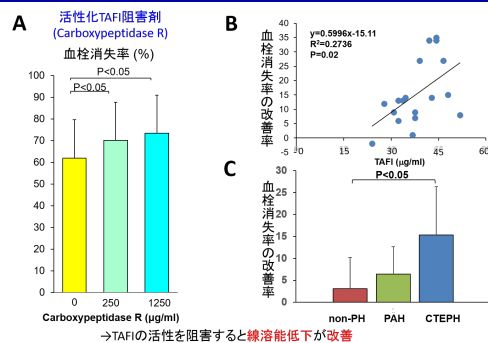 A
活性化TAFI阻害剤
(Carboxypeptidase R)
血栓消失率 (%)
P<0.05
P<0.05
100
90
80
70
60
50
40
30
20
10
0
0 250 1250
Carboxypeptidase R (μg/ml)
B
血栓消失率の改善率
y=0.5996x-15.11
R²=0.2736
P=0.02
40
35
30
25
19
14
9
4
-5
0 15 30 45 60
TAFI (μg/ml)
C
血栓消失率の改善率
P<0.05
30
25
20
15
10
5
0
non-PH PAH CTEPH
→TAFIの活性を阻害すると線溶能低下が改善